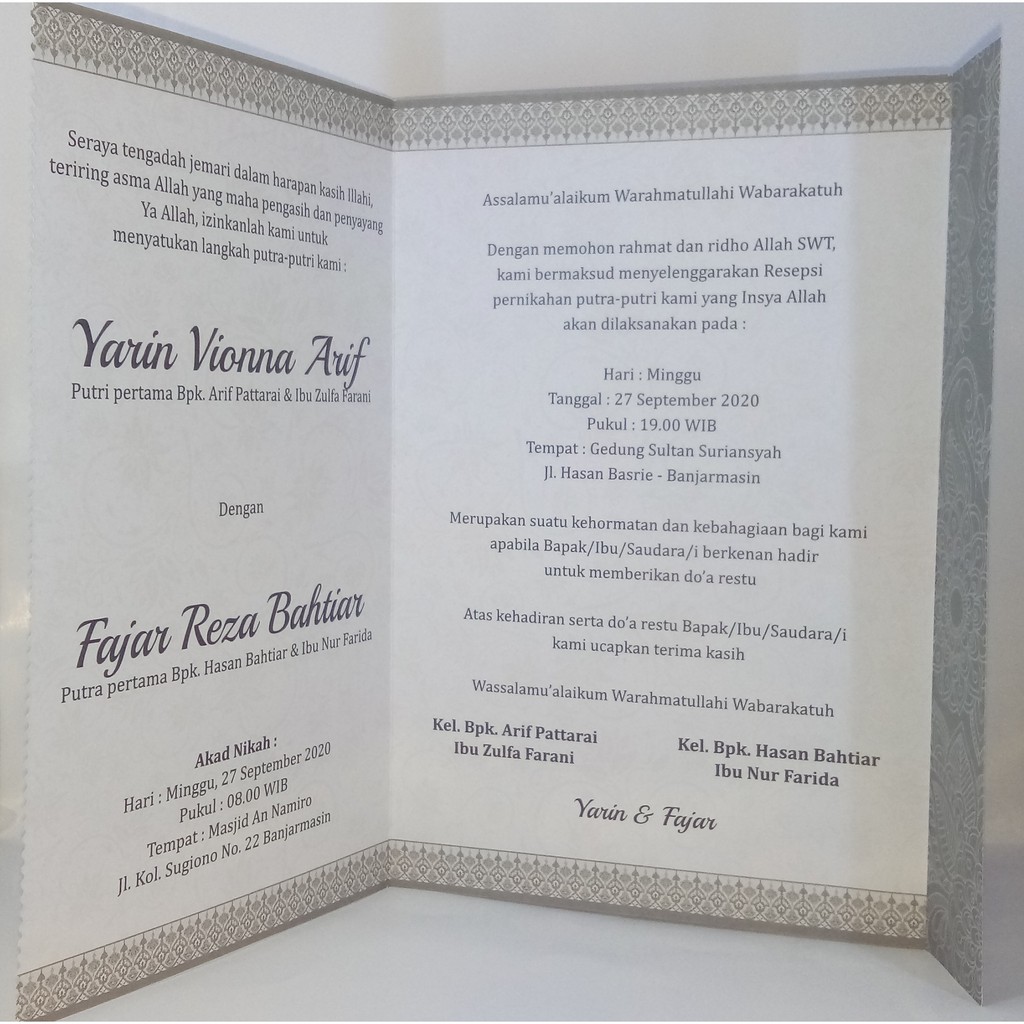 Seraya tengadah jemari dalam harapan kasih Illahi,
teriring asma Allah yang maha pengasih dan penyayang
Ya Allah, izinkanlah kami untuk
menyatukan langkah putra-putri kami :
Yarin Vionna Arif
Putri pertama Bpk. Arif Pattarai & Ibu Zulfa Farani
Dengan
Fajar Reza Bahtiar
Putra pertama Bpk. Hasan Bahtiar & Ibu Nur Farida
Akad Nikah :
Hari : Minggu, 27 September 2020
Pukul : 08.00 WIB
Tempat : Masjid An Namiro
Jl. Kol. Sugiono No. 22 Banjarmasin
Assalamu'alaikum Warahmatullahi Wabarakatuh
Dengan memohon rahmat dan ridho Allah SWT,
kami bermaksud menyelenggarakan Resepsi
pernikahan putra-putri kami yang Insya Allah
akan dilaksanakan pada :
Hari : Minggu
Tanggal : 27 September 2020
Pukul : 19.00 WIB
Tempat : Gedung Sultan Suriansyah
Jl. Hasan Basrie - Banjarmasin
Merupakan suatu kehormatan dan kebahagiaan bagi kami
apabila Bapak/Ibu/Saudara/i berkenan hadir
untuk memberikan do'a restu
Atas kehadiran serta do'a restu Bapak/Ibu/Saudara/i
kami ucapkan terima kasih
Wassalamu'alaikum Warahmatullahi Wabarakatuh
Kel. Bpk. Arif Pattarai
Ibu Zulfa Farani
Kel. Bpk. Hasan Bahtiar
Ibu Nur Farida
Yarin & Fajar